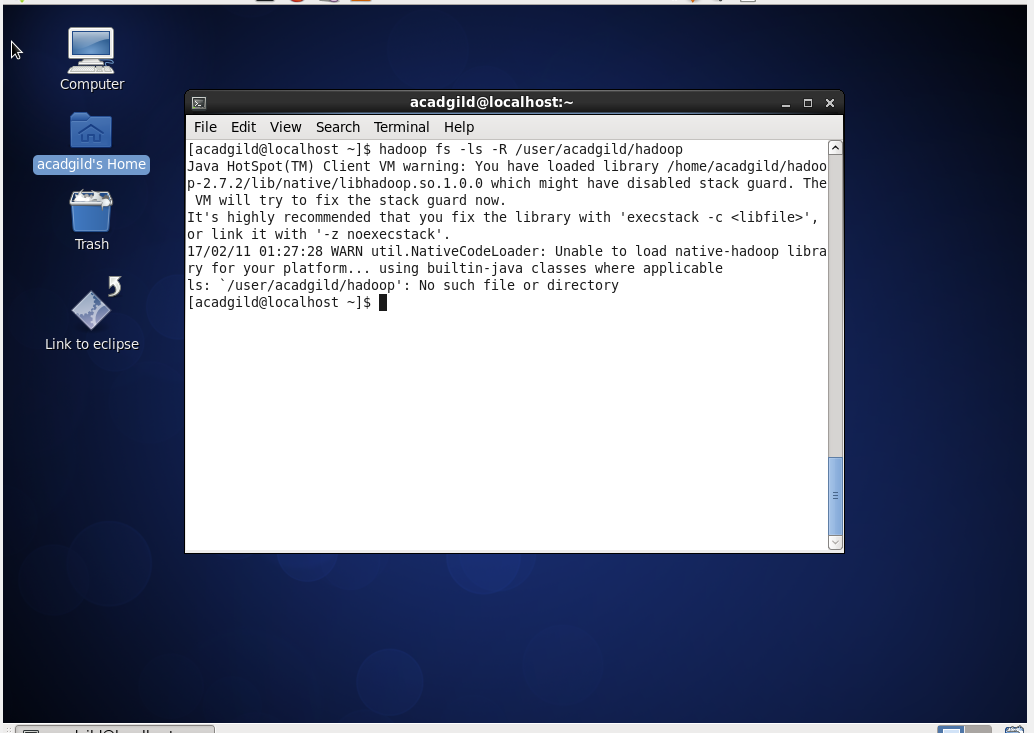 Computer
acadgild's Home
Trash
Link to eclipse
acadgild@localhost:~
File Edit View Search Terminal Help
[acadgild@localhost ~]$ hadoop fs -ls -R /user/acadgild/hadoop
Java HotSpot(TM) Client VM warning: You have loaded library /home/acadgild/hadoo
p-2.7.2/lib/native/libhadoop.so.1.0.0 which might have disabled stack guard. The
 VM will try to fix the stack guard now.
It's highly recommended that you fix the library with 'execstack -c <libfile>',
or link it with '-z noexecstack'.
17/02/11 01:27:28 WARN util.NativeCodeLoader: Unable to load native-hadoop libra
ry for your platform... using builtin-java classes where applicable
ls: `/user/acadgild/hadoop': No such file or directory
[acadgild@localhost ~]$